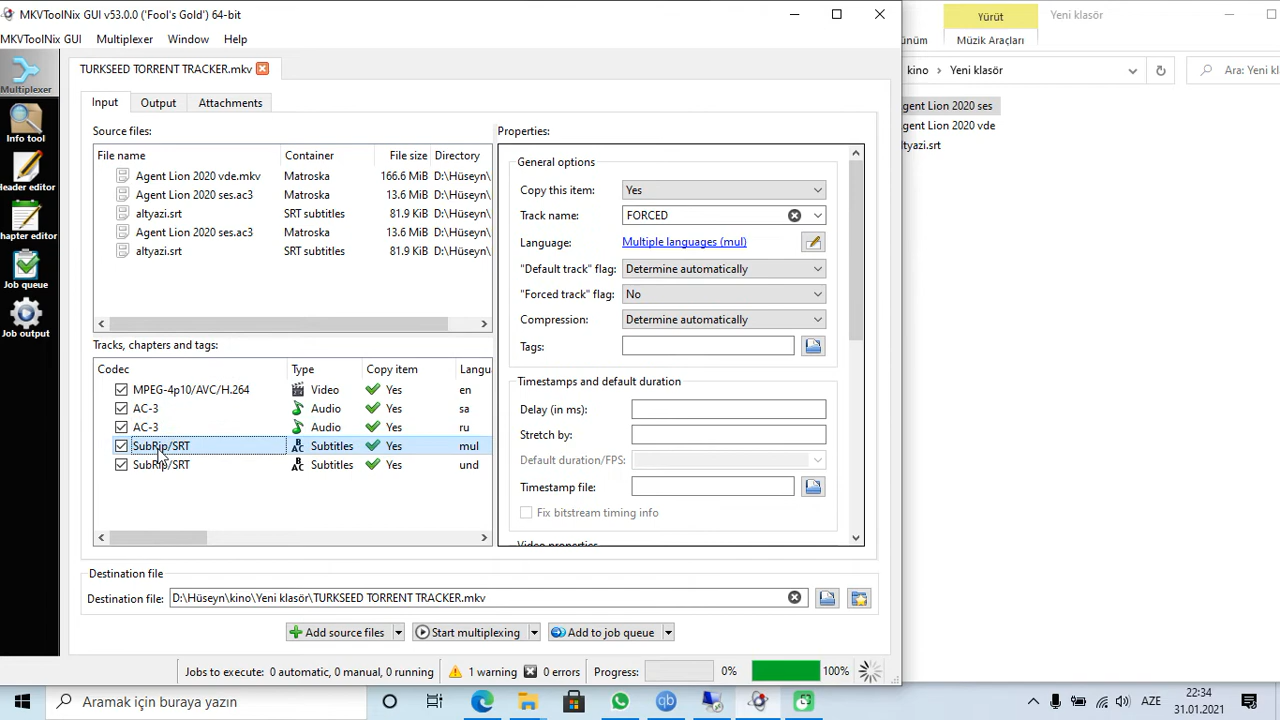 MKVToolNix GUI v53.0.0 ('Fool's Gold') 64-bit
MKVToolNix GUI Multiplexer Window Help
TURKSEED TORRENT TRACKER.mkv
Input Output Attachments
Multiplexer
Info tool
Header editor
hapter editor
Job queue
Job output
Source files:
File name Container File size Directory
Agent Lion 2020 vde.mkv Matroska 166.6 MiB D:\Hüseyn\
Agent Lion 2020 ses.ac3 Matroska 13.6 MiB D:\Hüseyn\
altyazi.srt SRT subtitles 81.9 KiB D:\Hüseyn\
Agent Lion 2020 ses.ac3 Matroska 13.6 MiB D:\Hüseyn\
altyazi.srt SRT subtitles 81.9 KiB D:\Hüseyn\
Tracks, chapters and tags:
Codec Type Copy item Langu
MPEG-4p10/AVC/H.264 Video Yes en
AC-3 Audio Yes sa
AC-3 Audio Yes ru
SubRip/SRT Subtitles Yes mul
SubRip/SRT Subtitles Yes und
Properties:
General options
Copy this item: Yes
Track name: FORCED
Language: Multiple languages (mul)
"Default track" flag: Determine automatically
"Forced track" flag: No
Compression: Determine automatically
Tags:
Timestamps and default duration
Delay (in ms):
Stretch by:
Default duration/FPS:
Timestamp file:
Fix bitstream timing info
Video properties
Destination file
Destination file: D:\Hüseyn\kino\Yeni klasör\TURKSEED TORRENT TRACKER.mkv
Add source files Start multiplexing Add to job queue
Jobs to execute: 0 automatic, 0 manual, 0 running 1 warning 0 errors Progress: 0% 100%
Yürüt Yeni klasör
ünüm Müzik Araçları
kino Yeni klasör Ara: Yeni kl
gent Lion 2020 ses
gent Lion 2020 vde
ltyazi.srt
Aramak için buraya yazın
AZE
22:34
31.01.2021